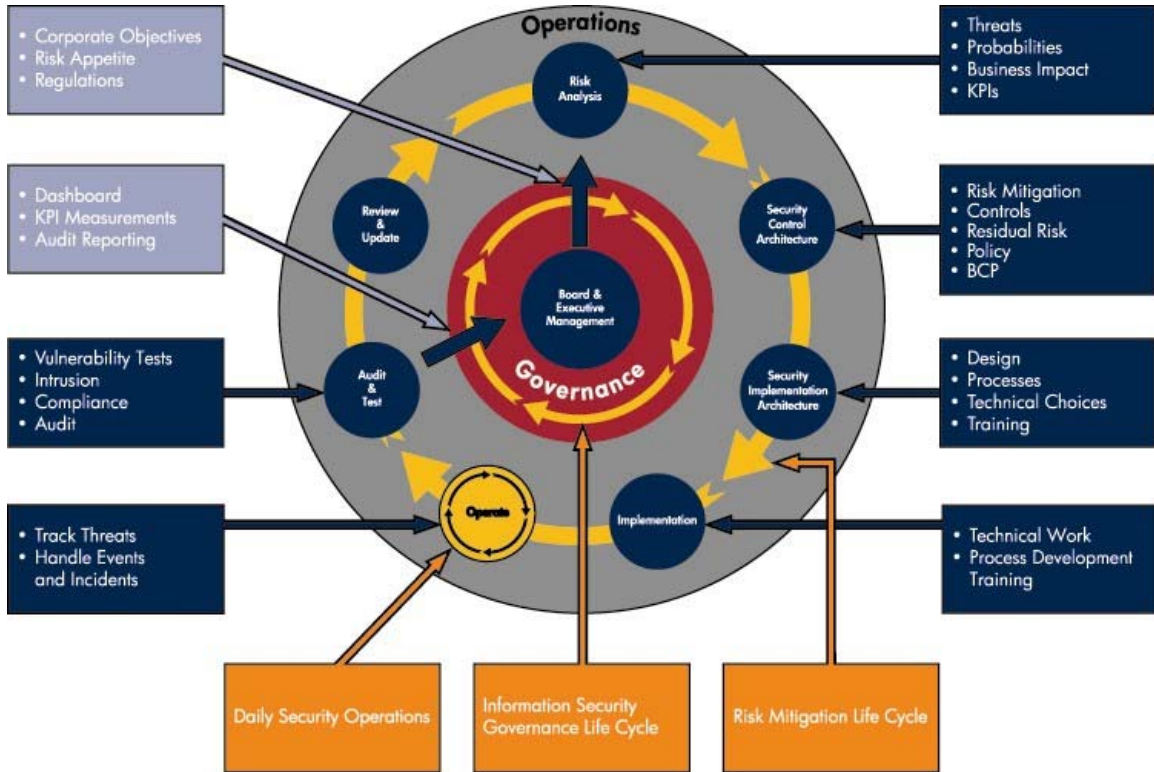 Operations
• Corporate Objectives
• Risk Appetite
• Regulations
• Threats
• Probabilities
• Business Impact
• KPIs
Risk
Analysis
• Dashboard
• KPI Measurements
• Audit Reporting
Review
&
Update
Security
Control
Architecture
• Risk Mitigation
• Controls
• Residual Risk
• Policy
• BCP
Board &
Executive
Management
Governance
• Vulnerability Tests
• Intrusion
• Compliance
• Audit
Audit
&
Test
Security
Implementation
Architecture
• Design
• Processes
• Technical Choices
• Training
• Track Threats
• Handle Events
and Incidents
Operate
Implementation
• Technical Work
• Process Development
Training
Daily Security Operations
Information Security
Governance Life Cycle
Risk Mitigation Life Cycle